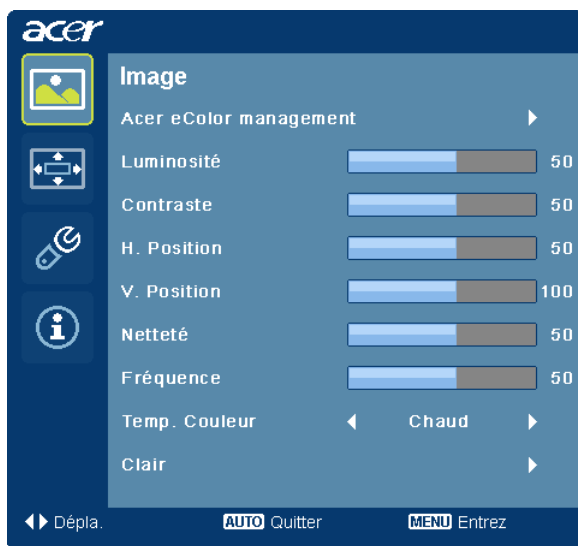 acer
Image
Acer eColor management
Luminosité 50
Contraste 50
H. Position 50
V. Position 100
Netteté 50
Fréquence 50
Temp. Couleur Chaud
Clair
Dépla. AUTO Quitter MENU Entrez